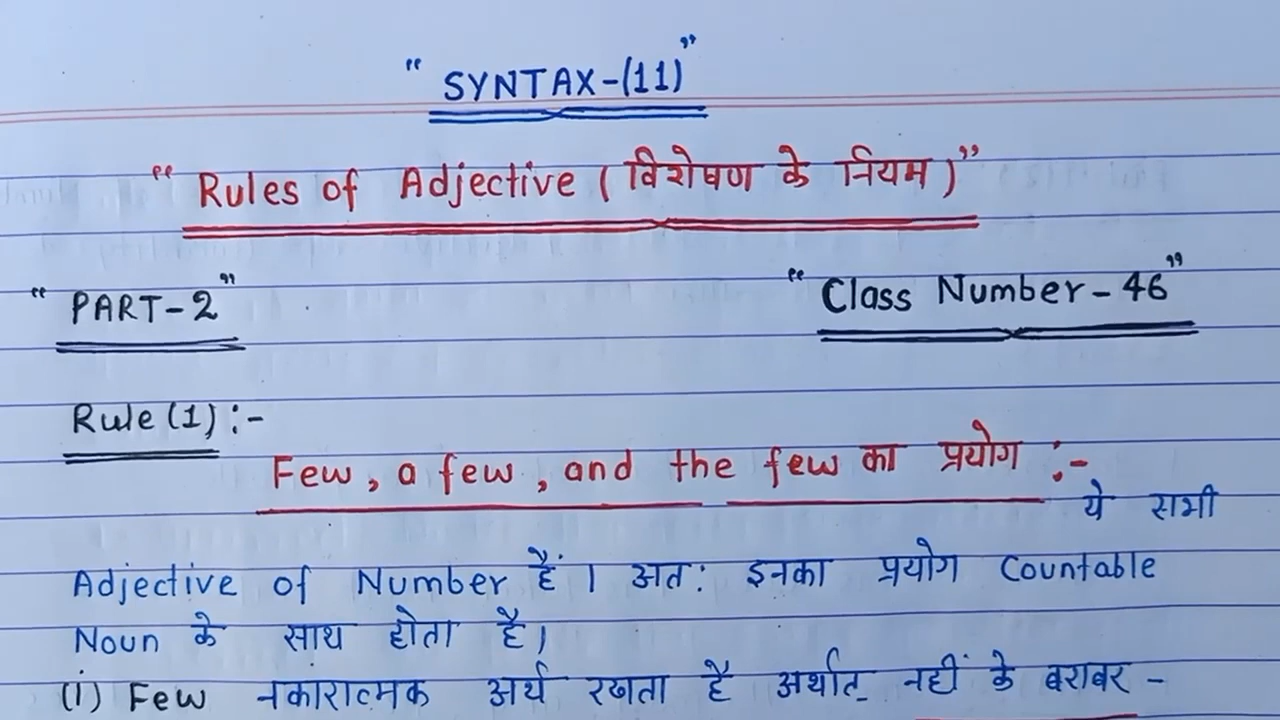 " SYNTAX-(11) "
" Rules of Adjective ( विशेषण के नियम ) "
" PART-2 " " Class Number - 46 "
Rule (1) :-
Few, a few, and the few का प्रयोग :-
ये सभी
Adjective of Number हैं । अतः इनका प्रयोग Countable
Noun के साथ होता है।
(i) Few नकारात्मक अर्थ रखता है अर्थात् नहीं के बराबर -